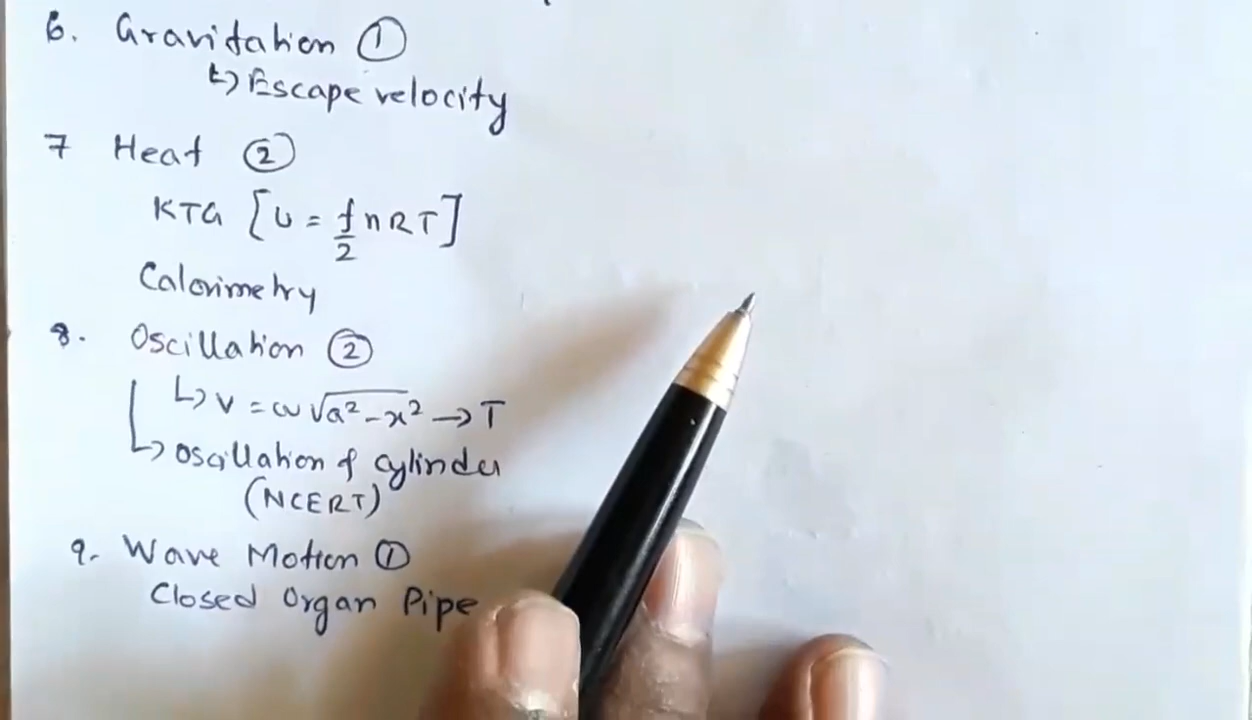 6. Gravitation ①
↳ Escape velocity
7 Heat ②
KTG [U = f/2 nRT]
Calorimetry
8. Oscillation ②
↳ v = ω√a²-x² → T
↳ Oscillation of cylinder
(NCERT)
9. Wave Motion ①
Closed Organ Pipe